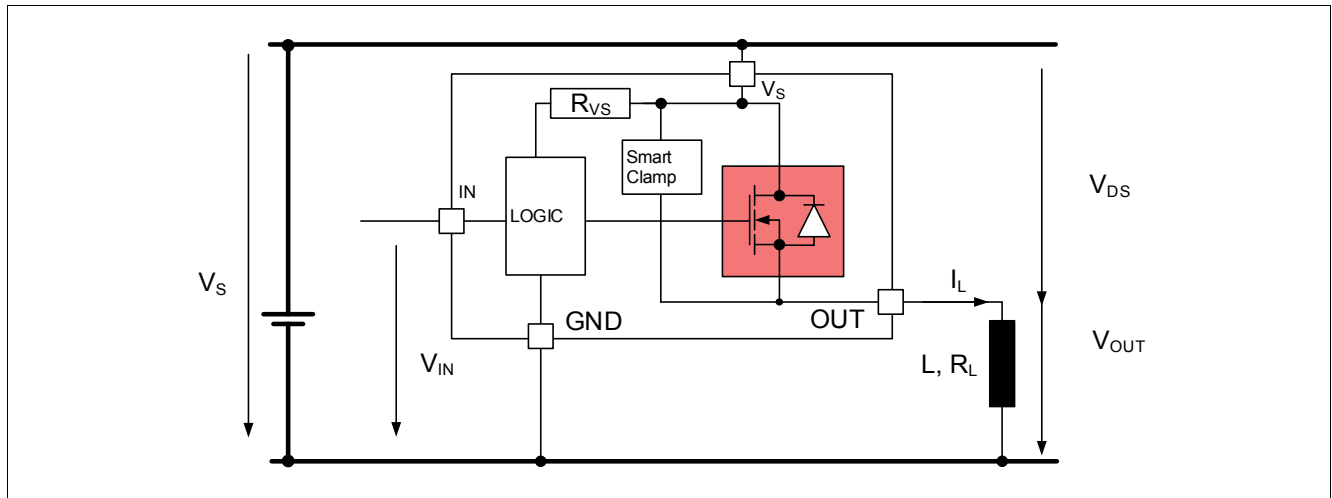 V_S
R_VS
Smart
Clamp
V_DS
IN
LOGIC
V_S
I_L
GND
OUT
V_IN
V_OUT
L, R_L